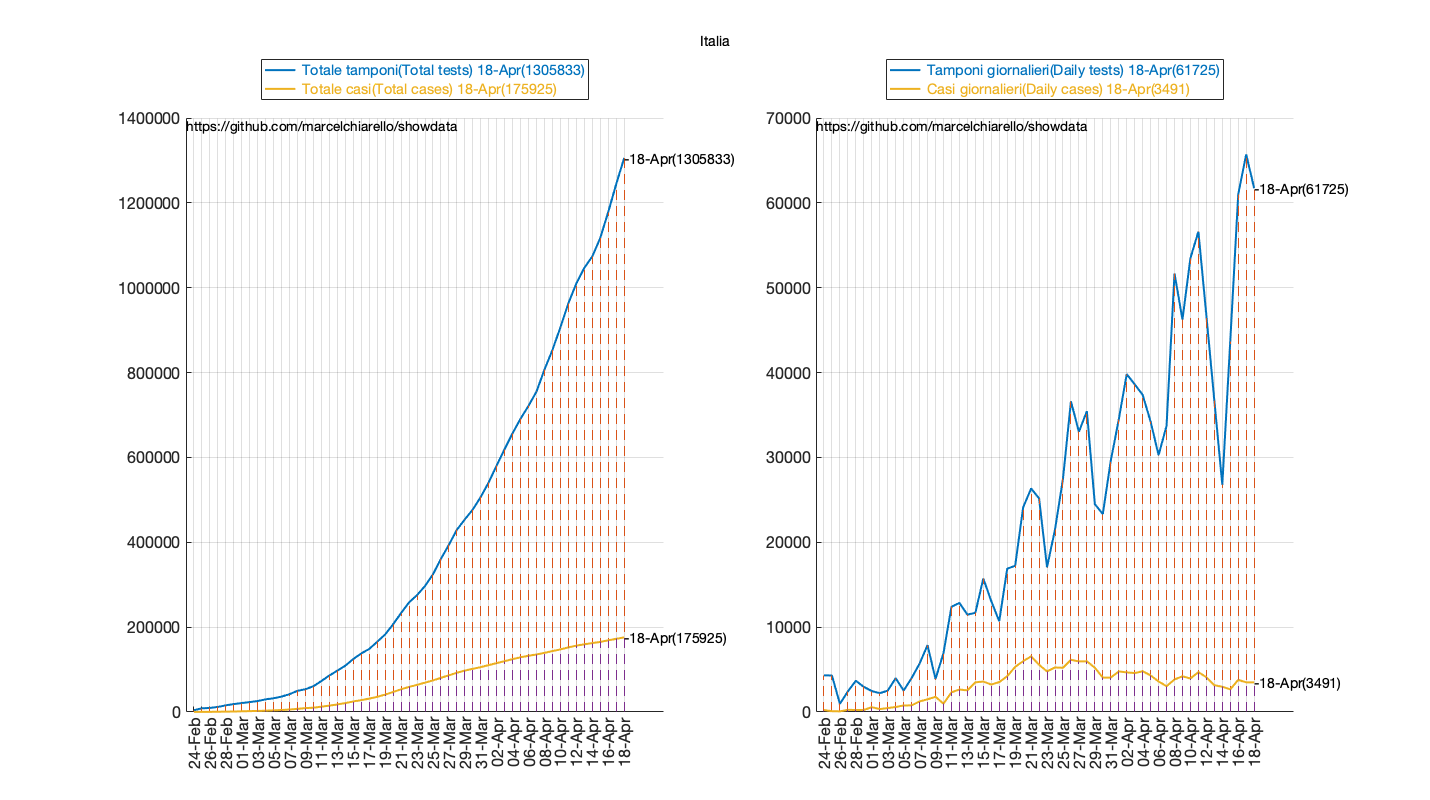 Italia
Totale tamponi(Total tests) 18-Apr(1305833)
Totale casi(Total cases) 18-Apr(175925)
https://github.com/marcelchiarello/showdata
1400000
1200000
1000000
800000
600000
400000
200000
0
18-Apr(1305833)
18-Apr(175925)
24-Feb
26-Feb
28-Feb
01-Mar
03-Mar
05-Mar
07-Mar
09-Mar
11-Mar
13-Mar
15-Mar
17-Mar
19-Mar
21-Mar
23-Mar
25-Mar
27-Mar
29-Mar
31-Mar
02-Apr
04-Apr
06-Apr
08-Apr
10-Apr
12-Apr
14-Apr
16-Apr
18-Apr
Tamponi giornalieri(Daily tests) 18-Apr(61725)
Casi giornalieri(Daily cases) 18-Apr(3491)
https://github.com/marcelchiarello/showdata
70000
60000
50000
40000
30000
20000
10000
0
18-Apr(61725)
18-Apr(3491)
24-Feb
26-Feb
28-Feb
01-Mar
03-Mar
05-Mar
07-Mar
09-Mar
11-Mar
13-Mar
15-Mar
17-Mar
19-Mar
21-Mar
23-Mar
25-Mar
27-Mar
29-Mar
31-Mar
02-Apr
04-Apr
06-Apr
08-Apr
10-Apr
12-Apr
14-Apr
16-Apr
18-Apr